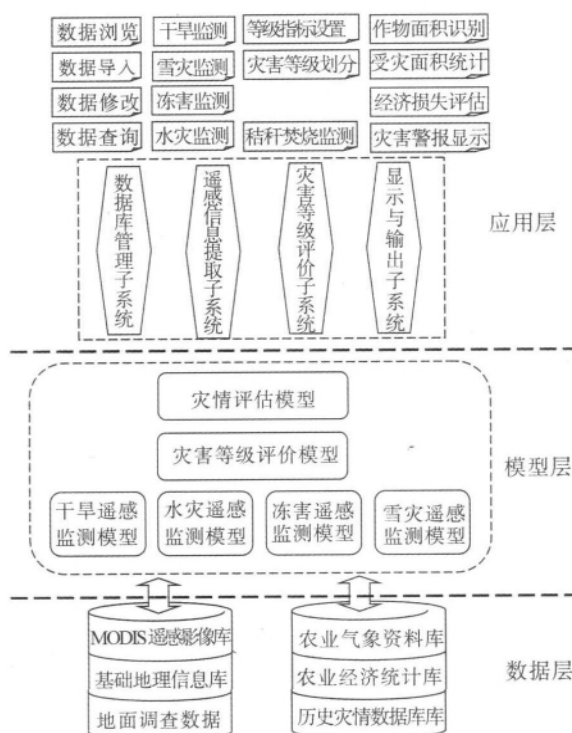 数据浏览 干旱监测 等级指标设置 作物面积识别
数据导入 雪灾监测 灾害等级划分 受灾面积统计
数据修改 冻害监测 经济损失评估
数据查询 水灾监测 秸秆焚烧监测 灾害警报显示
数据库管理子系统
遥感信息提取子系统
灾害等级评价子系统
显示与输出子系统
应用层
灾情评估模型
灾害等级评价模型
模型层
干旱遥感
监测模型
水灾遥感
监测模型
冻害遥感
监测模型
雪灾遥感
监测模型
MODIS遥感影像库
基础地理信息库
地面调查数据
农业气象资料库
农业经济统计库
历史灾情数据库库
数据层